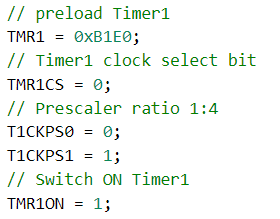 // preload Timer1
TMR1 = 0xB1E0;
// Timer1 clock select bit
TMR1CS = 0;
// Prescaler ratio 1:4
T1CKPS0 = 0;
T1CKPS1 = 1;
// Switch ON Timer1
TMR1ON = 1;